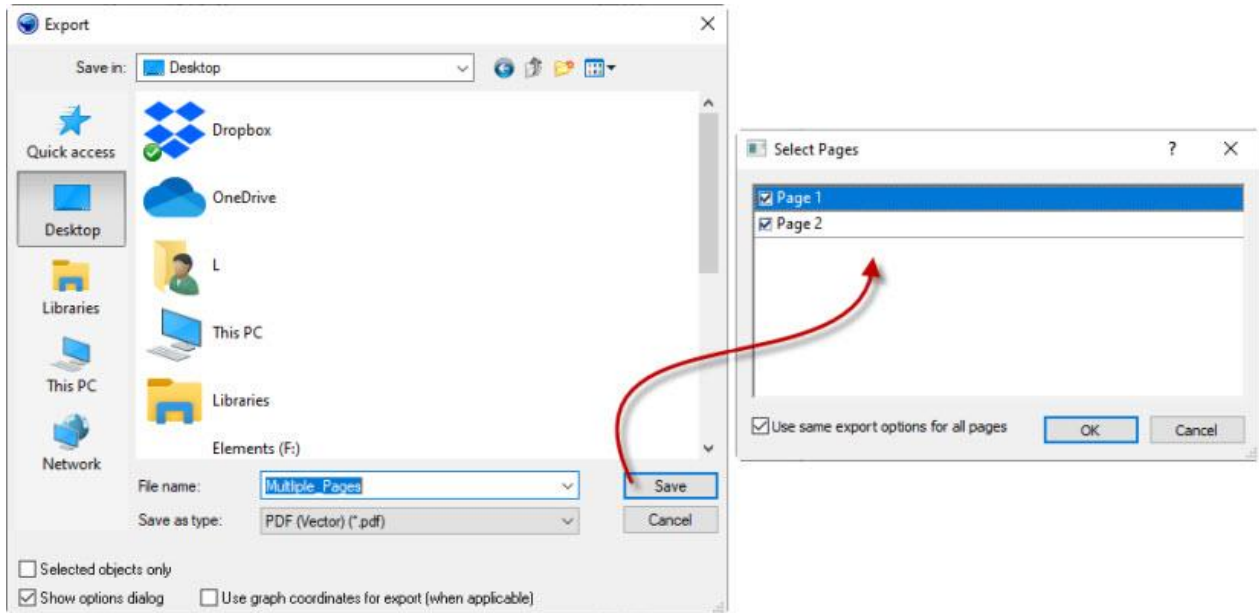 Export
Save in:
Desktop
Quick access
Desktop
Libraries
This PC
Network
Dropbox
OneDrive
L
This PC
Libraries
Elements (F:)
File name:
Multiple_Pages
Save
Save as type:
PDF (Vector) (*.pdf)
Cancel
Selected objects only
Show options dialog
Use graph coordinates for export (when applicable)
Select Pages
?
Page 1
Page 2
Use same export options for all pages
OK
Cancel